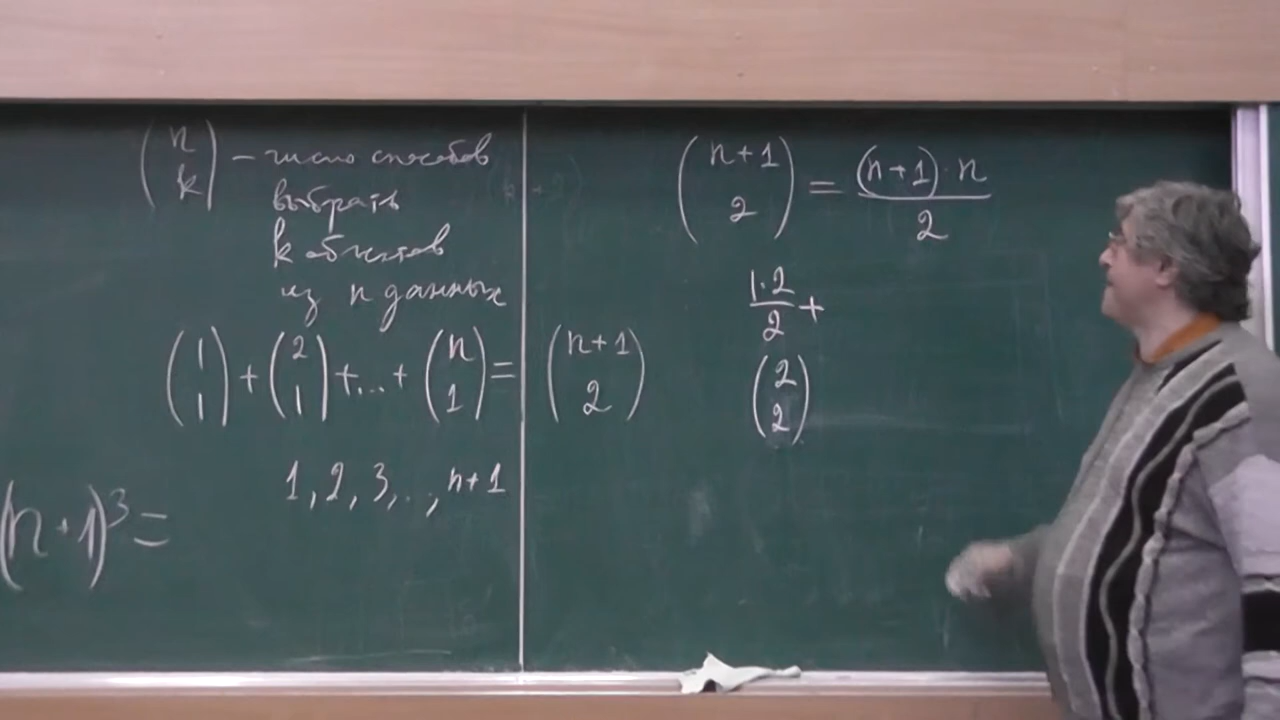 (n k) – число способов
выбрать
k объектов
из n данных
(1 1) + (2 1) + ... + (n 1) = (n+1 2)
1, 2, 3, .., n+1
(n+1)³ =
(n+1 2) = (n+1)·n / 2
1·2 / 2 +
(2 2)